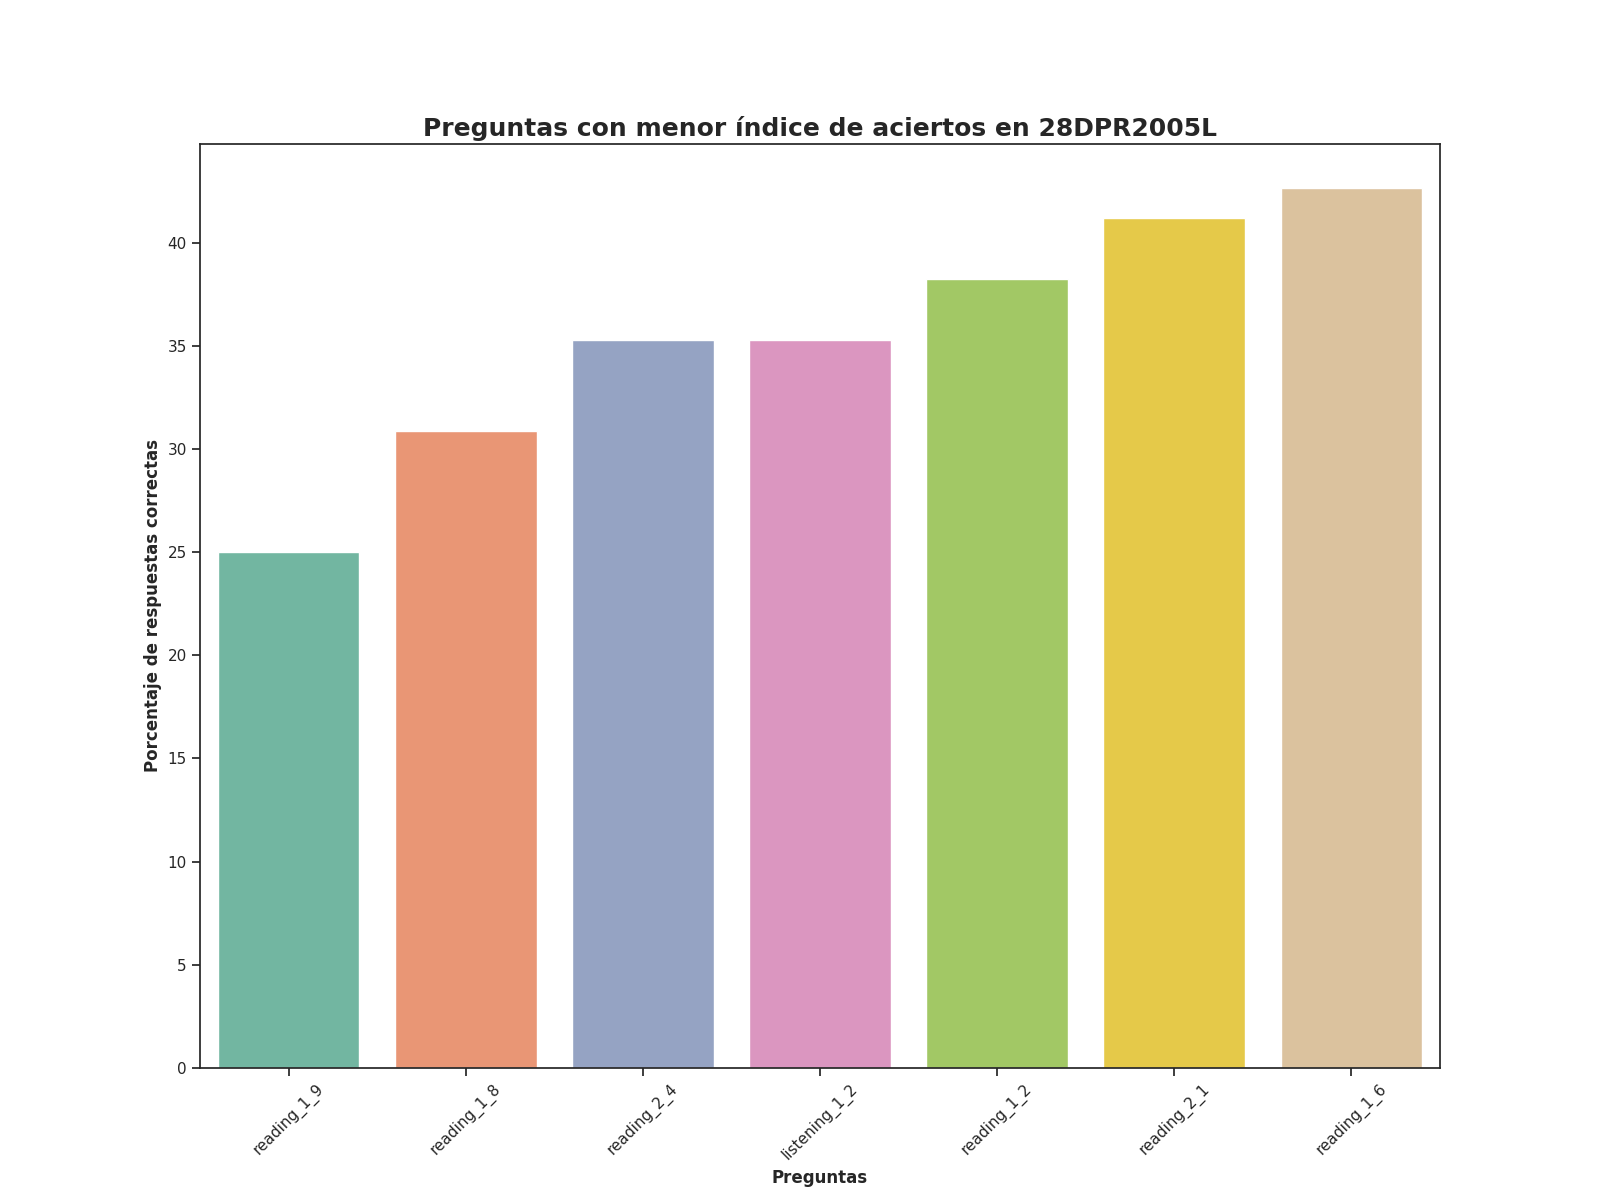 Preguntas con menor índice de aciertos en 28DPR2005L
Porcentaje de respuestas correctas
40
35
30
25
20
15
10
5
0
reading_1_9
reading_1_8
reading_2_4
listening_1_2
reading_1_2
reading_2_1
reading_1_6
Preguntas